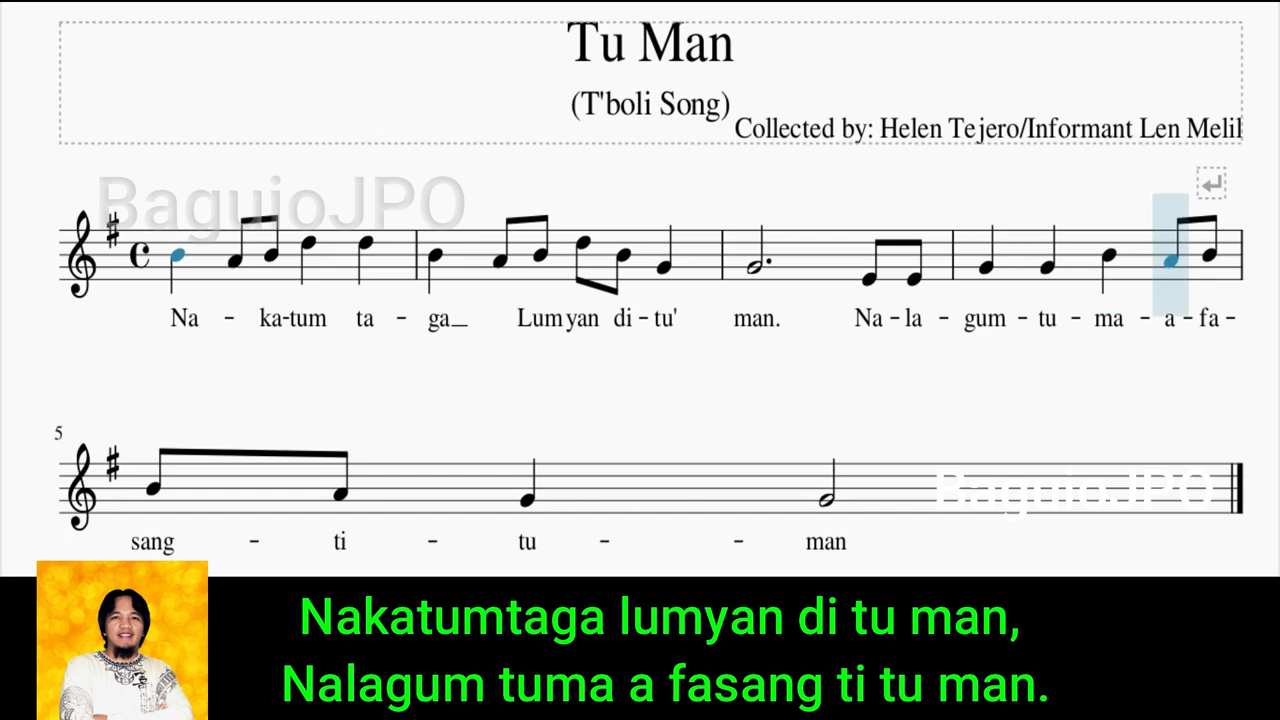 Tu Man
(T'boli Song)
Collected by: Helen Tejero/Informant Len Melil
BaguioJPO
Na - ka-tum ta - ga_ Lumyan di - tu' man. Na - la - gum - tu - ma - a - fa -
5
BaguioJPO
sang - ti - tu - - man
Nakatumtaga lumyan di tu man,
Nalagum tuma a fasang ti tu man.